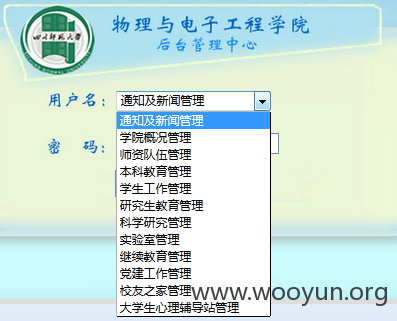 四川师范大学
物理与电子工程学院
后台管理中心
用户名： 通知及新闻管理
通知及新闻管理
密 码：
学院概况管理
师资队伍管理
本科教育管理
学生工作管理
研究生教育管理
科学研究管理
实验室管理
继续教育管理
党建工作管理
校友之家管理
大学生心理辅导站管理
www.wooyun.org